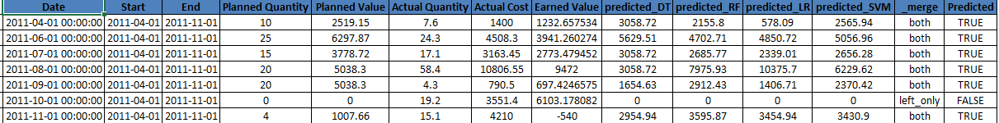 Date Start End Planned Quantity Planned Value Actual Quantity Actual Cost Earned Value predicted_DT predicted_RF predicted_LR predicted_SVM _merge Predicted
2011-04-01 00:00:00 2011-04-01 2011-11-01 10 2519.15 7.6 1400 1232.657534 3058.72 2155.8 578.09 2565.94 both TRUE
2011-06-01 00:00:00 2011-04-01 2011-11-01 25 6297.87 24.3 4508.3 3941.260274 5629.51 4702.71 4850.72 5056.96 both TRUE
2011-07-01 00:00:00 2011-04-01 2011-11-01 15 3778.72 17.1 3163.45 2773.479452 3058.72 2685.77 2339.01 2656.28 both TRUE
2011-08-01 00:00:00 2011-04-01 2011-11-01 20 5038.3 58.4 10806.55 9472 3058.72 7975.93 10375.7 6229.62 both TRUE
2011-09-01 00:00:00 2011-04-01 2011-11-01 20 5038.3 4.3 790.5 697.4246575 1654.63 2912.43 1406.71 2370.42 both TRUE
2011-10-01 00:00:00 2011-04-01 2011-11-01 0 0 19.2 3551.4 6103.178082 0 0 0 0 left_only FALSE
2011-11-01 00:00:00 2011-04-01 2011-11-01 4 1007.66 15.1 4210 -540 2954.94 3595.87 3454.94 3430.9 both TRUE